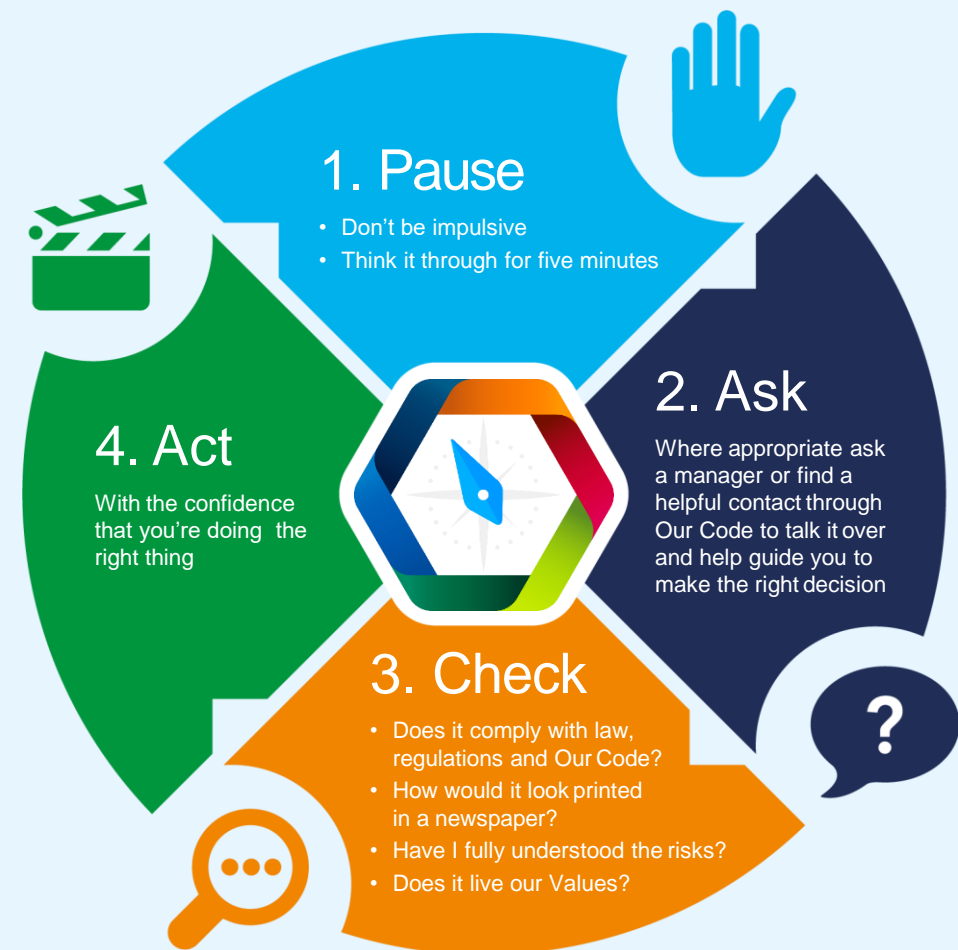 1. Pause
• Don't be impulsive
• Think it through for five minutes
2. Ask
Where appropriate ask
a manager or find a
helpful contact through
Our Code to talk it over
and help guide you to
make the right decision
?
3. Check
• Does it comply with law,
regulations and Our Code?
• How would it look printed
in a newspaper?
• Have I fully understood the risks?
• Does it live our Values?
4. Act
With the confidence
that you're doing the
right thing